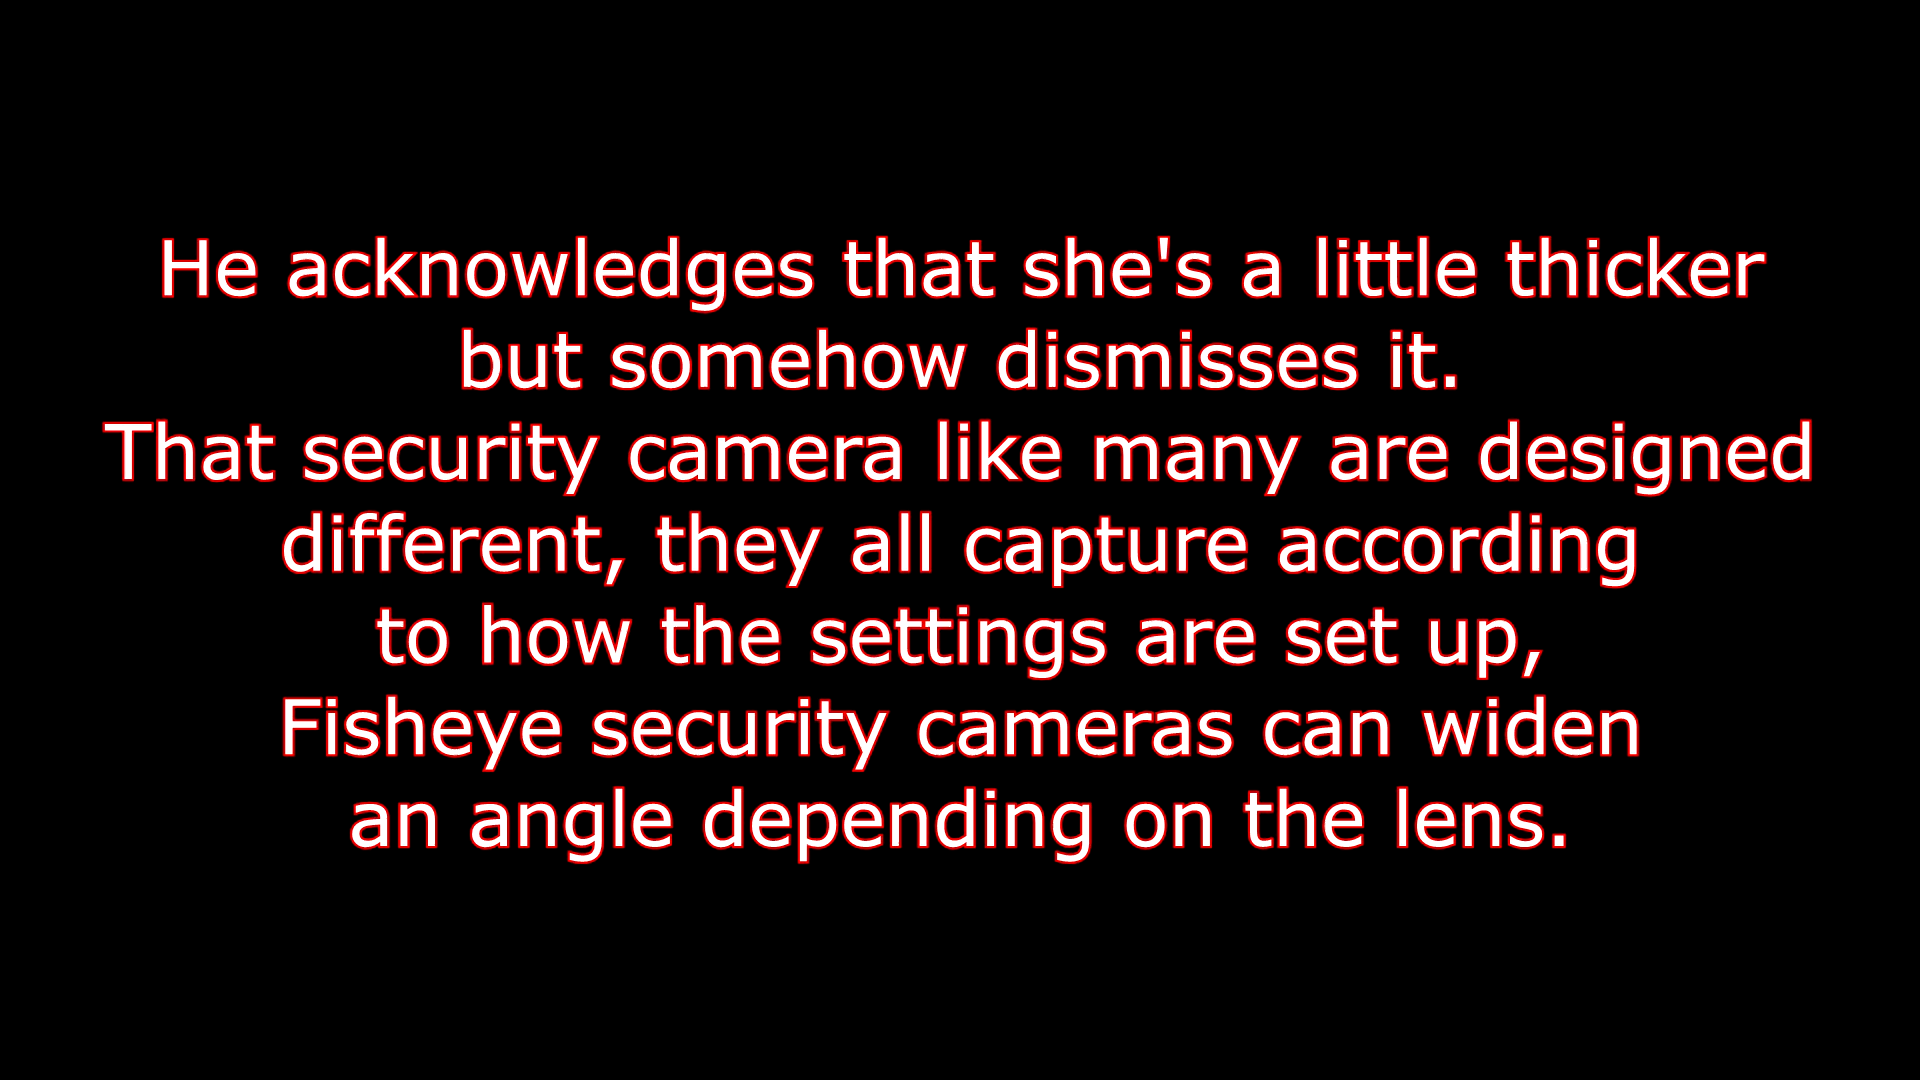 He acknowledges that she's a little thicker
but somehow dismisses it.
That security camera like many are designed
different, they all capture according
to how the settings are set up,
Fisheye security cameras can widen
an angle depending on the lens.